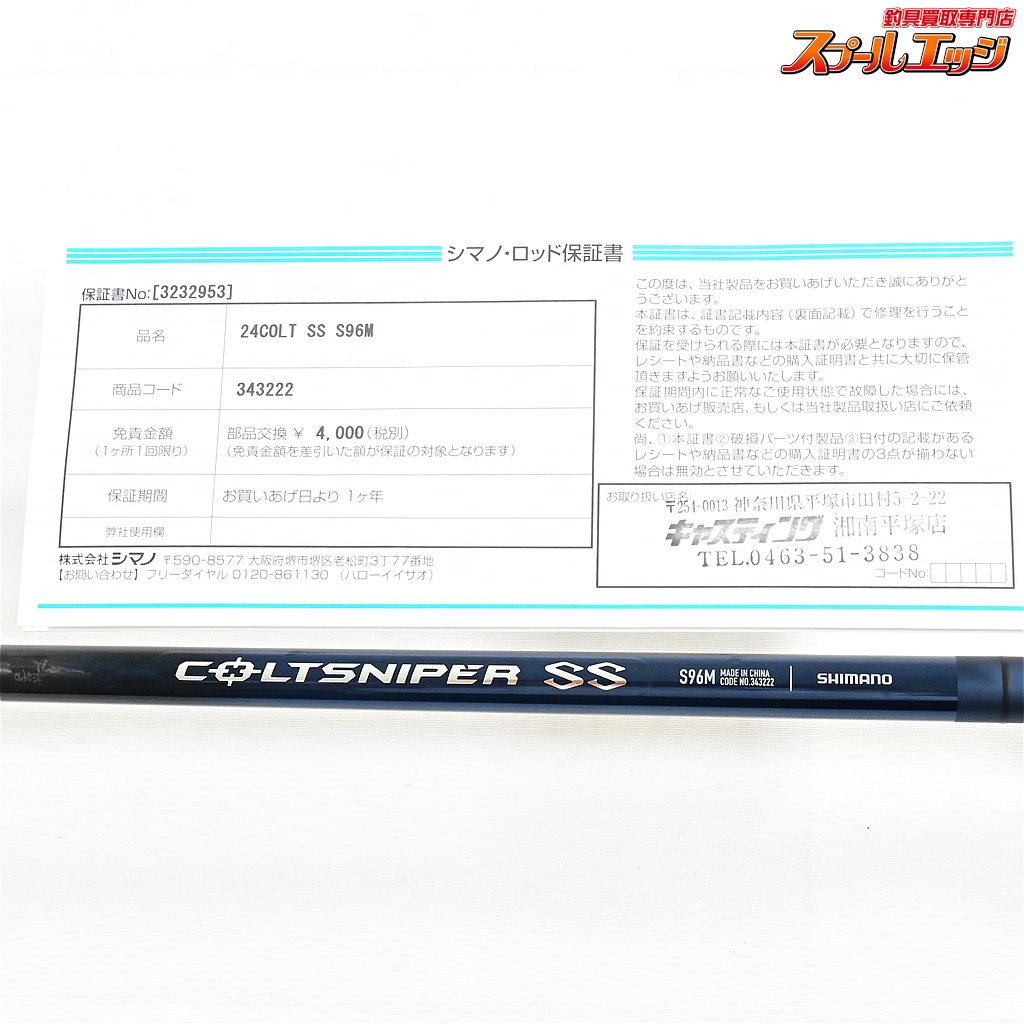 釣具買取専門店
スプールエッジ
シマノ・ロッド保証書
保証書No:[3232953]
品名 24COLT SS S96M
商品コード 343222
免責金額 部品交換 ¥ 4,000(税別)
(1ヶ所1回限り) (免責金額を差引いた額が保証の対象となります)
保証期間 お買いあげ日より 1ヶ年
弊社使用欄
株式会社シマノ 〒590-8577 大阪府堺市堺区老松町3丁77番地
【お問い合わせ】フリーダイヤル 0120-861130 (ハローイイサオ)
この度は、当社製品をお買いあげいただき誠にありがと
うございます。
本証書は、証書記載内容(裏面記載)で修理を行うこと
を約束するものです。
保証を受けられる際には本証書が必要となりますので、
レシートや納品書などの購入証明書と共に大切に保管
頂きますようお願いいたします。
保証期間内に正常なご使用状態で故障した場合には、
お買いあげ販売店、もしくは当社製品取扱い店にご依頼
ください。
尚、①本証書②破損パーツ付製品③日付の記載がある
レシートや納品書などの購入証明書の3点が揃わない
場合は無効とさせていただきます。
お取り扱い店名
〒254-0013 神奈川県平塚市田村5-2-22
キャスティング 湘南平塚店
TEL.0463-51-3838
コードNo.
COLTSNIPER SS S96M MADE IN CHINA SHIMANO
CODE NO.343222